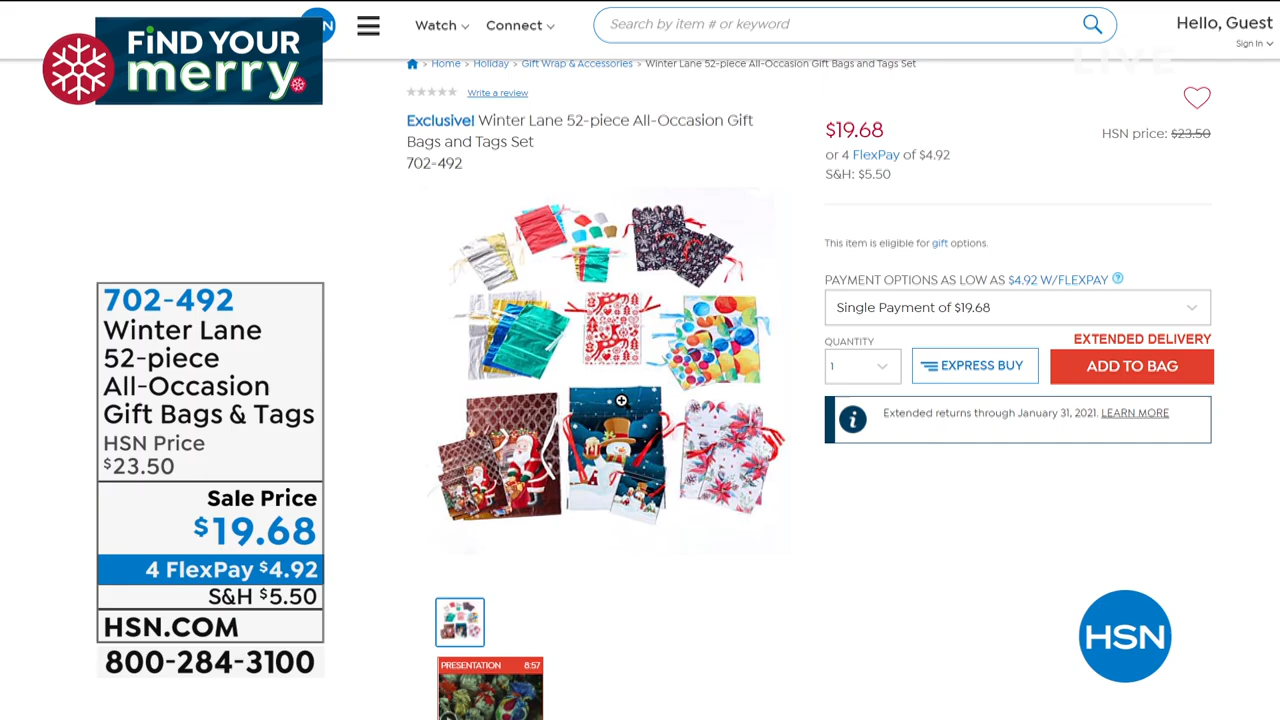 FiND YOUR
merry
N
Watch
Connect
Search by item # or keyword
Hello, Guest
Sign In
LIVE
> Home > Holiday > Gift Wrap & Accessories > Winter Lane 52-piece All-Occasion Gift Bags and Tags Set
Write a review
Exclusive! Winter Lane 52-piece All-Occasion Gift
Bags and Tags Set
702-492
$19.68
HSN price: $23.50
or 4 FlexPay of $4.92
S&H: $5.50
This item is eligible for gift options.
PAYMENT OPTIONS AS LOW AS $4.92 W/FLEXPAY ?
Single Payment of $19.68
QUANTITY
EXTENDED DELIVERY
1
EXPRESS BUY
ADD TO BAG
i
Extended returns through January 31, 2021. LEARN MORE
702-492
Winter Lane
52-piece
All-Occasion
Gift Bags & Tags
HSN Price
$23.50
Sale Price
$19.68
4 FlexPay $4.92
S&H $5.50
HSN.COM
800-284-3100
PRESENTATION 8:57
HSN